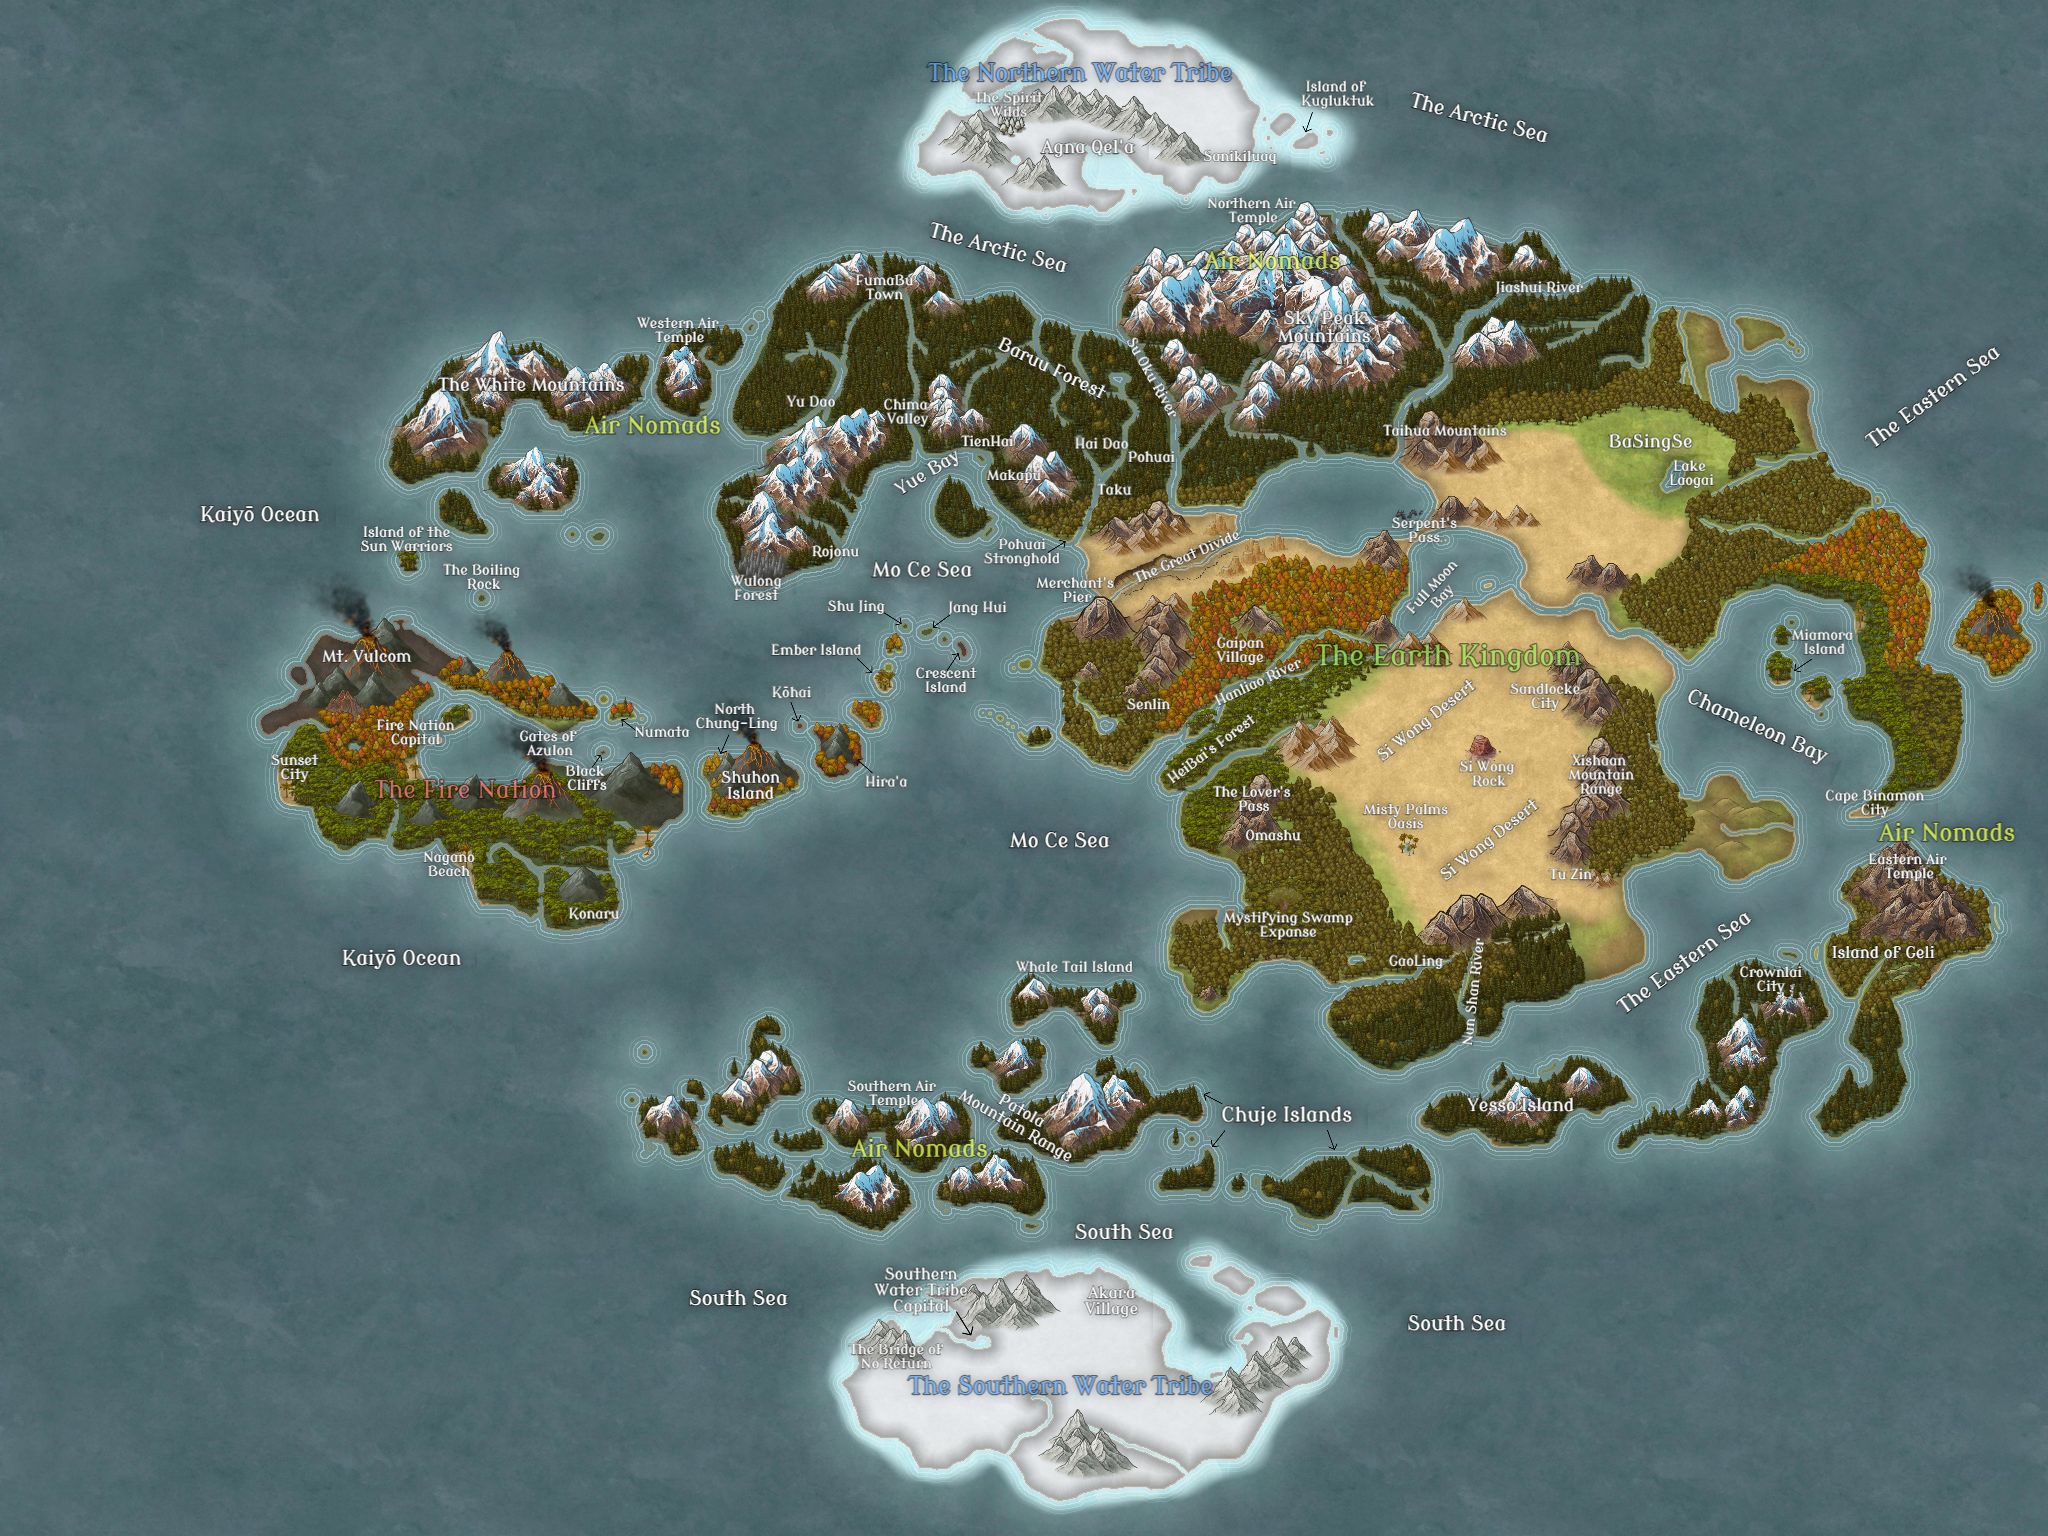 The Northern Water Tribe
The Spirit
Wilds
Agna Qel'a
Sanikiluaq
Island of
Kugluktuk
The Arctic Sea
The Arctic Sea
Northern Air
Temple
Air Nomads
Sky Peak
Mountains
Jiashui River
FumaBu
Town
Western Air
Temple
The White Mountains
Air Nomads
Yu Dao
Chima
Valley
Baruu Forest
Su Oku River
TienHai
Makapu
Hai Dao
Pohuai
Taku
Yue Bay
Taihua Mountains
BaSingSe
Lake
Laogai
The Eastern Sea
Kaiyō Ocean
Island of the
Sun Warriors
The Boiling
Rock
Rojonu
Wulong
Forest
Mo Ce Sea
Pohuai
Stronghold
The Great Divide
Serpent's
Pass
Merchant's
Pier
Full Moon
Bay
Shu Jing
Jang Hui
Ember Island
Crescent
Island
Kōhai
Mt. Vulcom
Fire Nation
Capital
Gates of
Azulon
Numata
North
Chung-Ling
Black
Cliffs
Shuhon
Island
Hira'a
Sunset
City
The Fire Nation
Nagano
Beach
Konaru
Kaiyō Ocean
Gaipan
Village
The Earth Kingdom
Hanliao River
Senlin
HeiBai's Forest
Si Wong Desert
Sandlocke
City
Si Wong
Rock
Xishaan
Mountain
Range
Miamora
Island
Chameleon Bay
Cape Binamon
City
Air Nomads
Eastern Air
Temple
Island of Geli
The Lover's
Pass
Omashu
Misty Palms
Oasis
Si Wong Desert
Tu Zin
Mo Ce Sea
Mystifying Swamp
Expanse
GaoLing
Nun Shan River
The Eastern Sea
Crownlai
City
Whale Tail Island
Southern Air
Temple
Patola
Mountain Range
Air Nomads
Chuje Islands
Yesso Island
South Sea
South Sea
South Sea
Southern
Water Tribe
Capital
Akara
Village
The Bridge of
No Return
The Southern Water Tribe